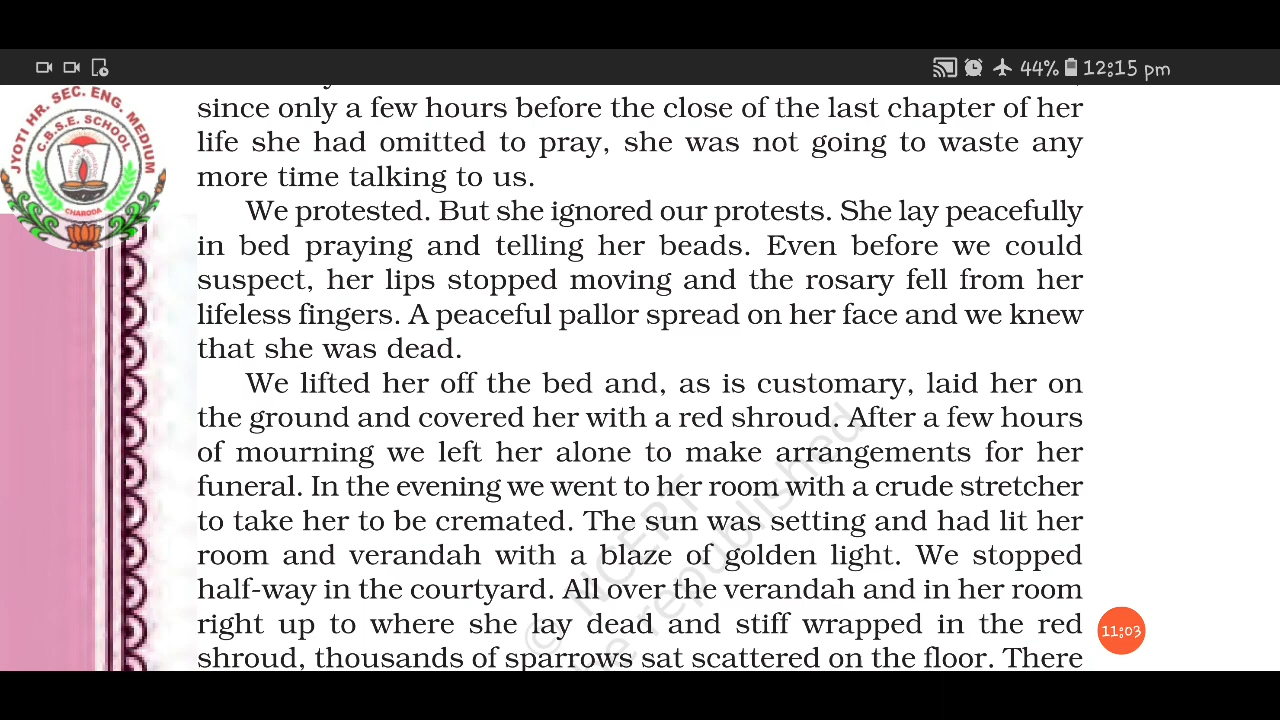 44% 12:15 pm
JYOTI HR. SEC. ENG. MEDIUM
C.B.S.E. SCHOOL
CHARODA
since only a few hours before the close of the last chapter of her
life she had omitted to pray, she was not going to waste any
more time talking to us.
We protested. But she ignored our protests. She lay peacefully
in bed praying and telling her beads. Even before we could
suspect, her lips stopped moving and the rosary fell from her
lifeless fingers. A peaceful pallor spread on her face and we knew
that she was dead.
We lifted her off the bed and, as is customary, laid her on
the ground and covered her with a red shroud. After a few hours
of mourning we left her alone to make arrangements for her
funeral. In the evening we went to her room with a crude stretcher
to take her to be cremated. The sun was setting and had lit her
room and verandah with a blaze of golden light. We stopped
half-way in the courtyard. All over the verandah and in her room
right up to where she lay dead and stiff wrapped in the red
shroud, thousands of sparrows sat scattered on the floor. There
© NCERT
be republished
11:03